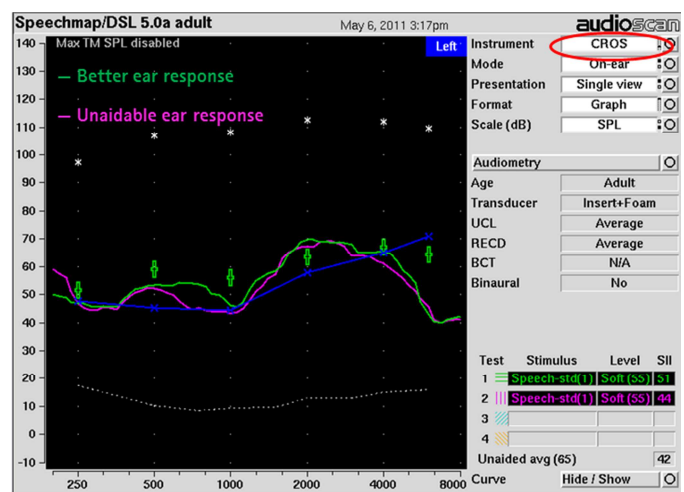 Speechmap/DSL 5.0a adult May 6, 2011 3:17pm audioscan
Max TM SPL disabled
Left
— Better ear response
— Unaidable ear response
140
130
120
110
100
90
80
70
60
50
40
30
20
10
0
-10
250 500 1000 2000 4000 8000
Instrument CROS
Mode On-ear
Presentation Single view
Format Graph
Scale (dB) SPL
Audiometry
Age Adult
Transducer Insert+Foam
UCL Average
RECD Average
BCT N/A
Binaural No
Test Stimulus Level SII
1 Speech-std(1) Soft (55) 51
2 Speech-std(1) Soft (55) 44
3
4
Unaided avg (65) 42
Curve Hide / Show